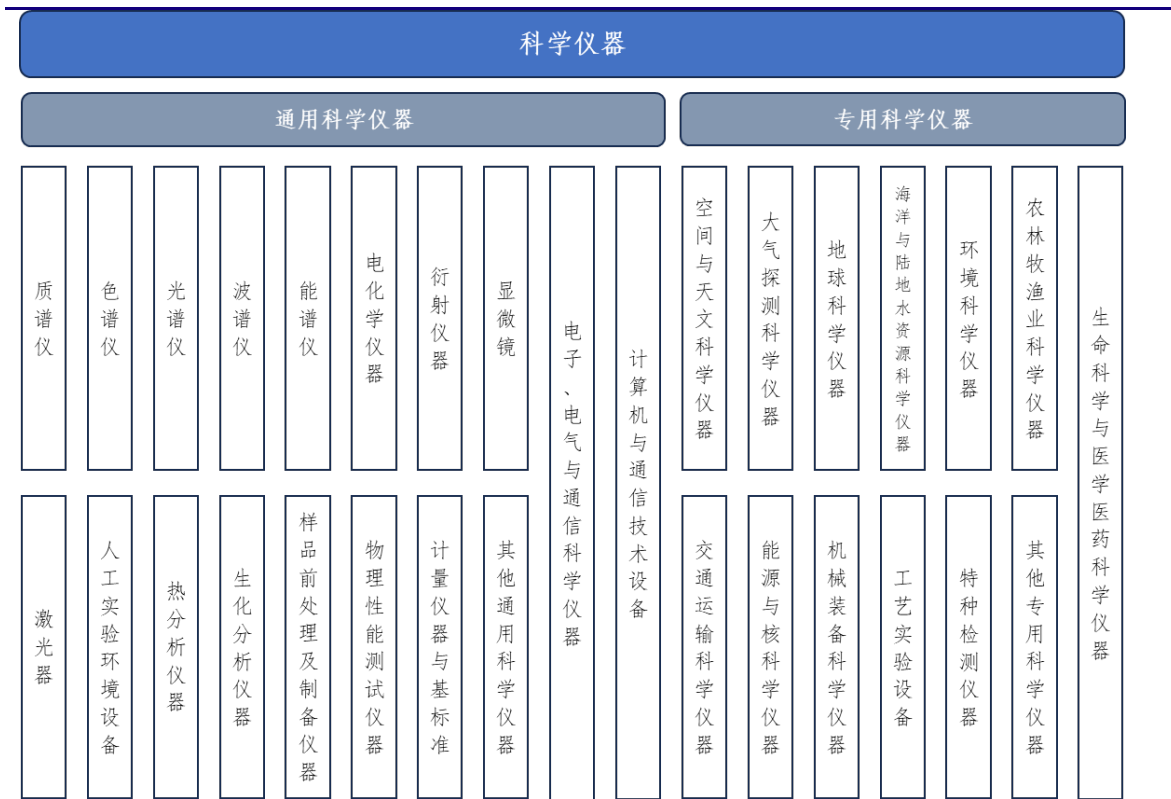 科学仪器
通用科学仪器
专用科学仪器
质谱仪
色谱仪
光谱仪
波谱仪
能谱仪
电化学仪器
衍射仪器
显微镜
电子、电气与通信科学仪器
计算机与通信技术设备
空间与天文科学仪器
大气探测科学仪器
地球科学仪器
海洋与陆地水资源科学仪器
环境科学仪器
农林牧渔业科学仪器
生命科学与医学医药科学仪器
激光器
人工实验环境设备
热分析仪器
生化分析仪器
样品前处理及制备仪器
物理性能测试仪器
计量仪器与基标准
其他通用科学仪器
交通运输科学仪器
能源与核科学仪器
机械装备科学仪器
工艺实验设备
特种检测仪器
其他专用科学仪器